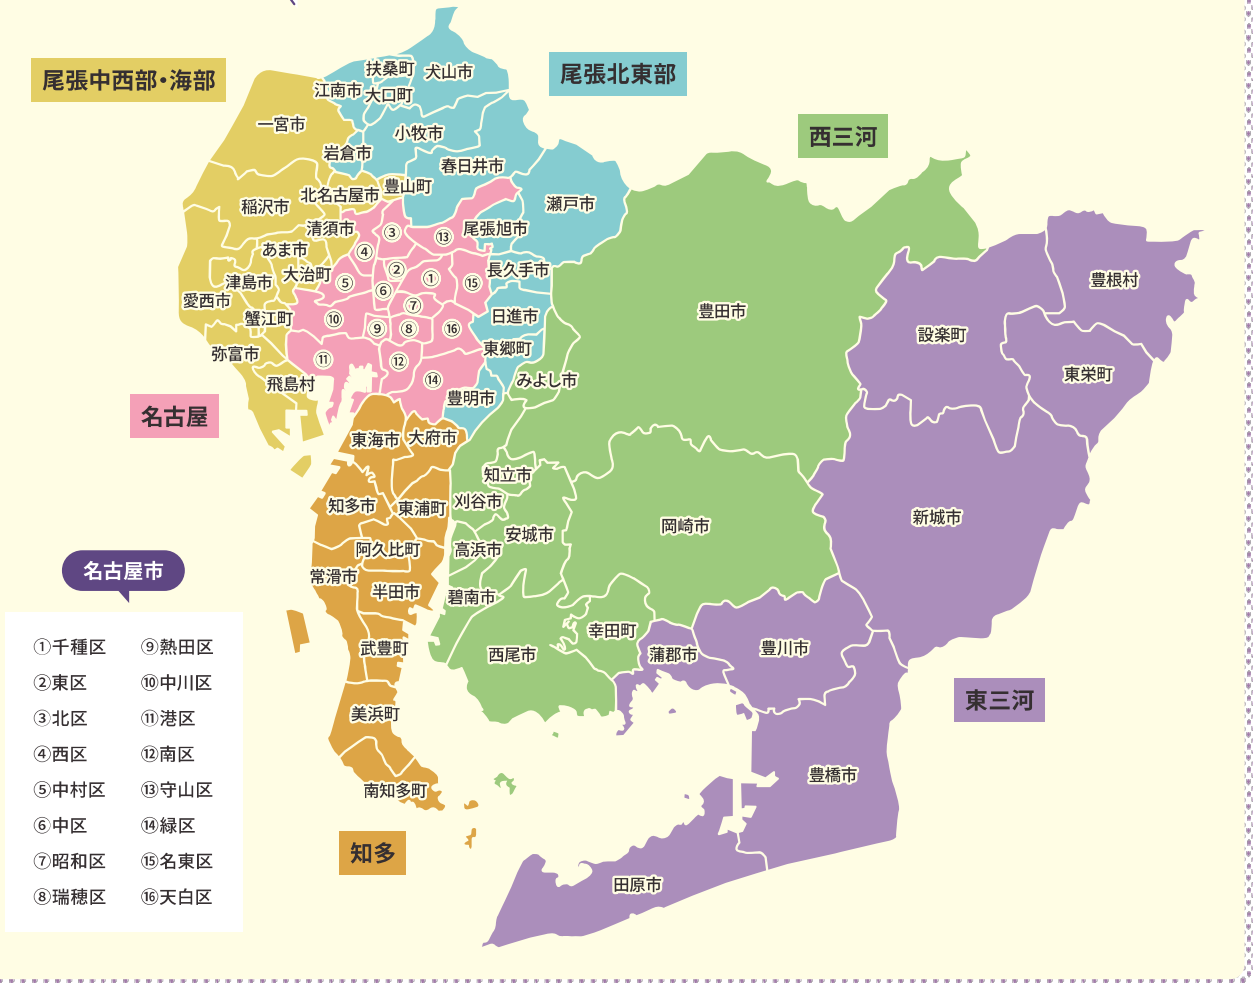 尾張中西部・海部
尾張北東部
西三河
扶桑町
犬山市
江南市
大口町
一宮市
小牧市
岩倉市
春日井市
豊山町
北名古屋市
稲沢市
瀬戸市
清須市
③
⑬
尾張旭市
あま市
④
大治町
②
①
長久手市
津島市
⑤
⑮
⑥
愛西市
⑦
蟹江町
⑩
⑨
⑧
⑯
日進市
弥富市
⑪
⑫
東郷町
飛島村
⑭
みよし市
豊明市
豊田市
豊根村
設楽町
東栄町
名古屋
東海市
大府市
知立市
知多市
東浦町
刈谷市
安城市
岡崎市
新城市
阿久比町
高浜市
常滑市
半田市
碧南市
武豊町
西尾市
幸田町
蒲郡市
豊川市
東三河
美浜町
南知多町
豊橋市
知多
田原市
名古屋市
①千種区
⑨熱田区
②東区
⑩中川区
③北区
⑪港区
④西区
⑫南区
⑤中村区
⑬守山区
⑥中区
⑭緑区
⑦昭和区
⑮名東区
⑧瑞穂区
⑯天白区